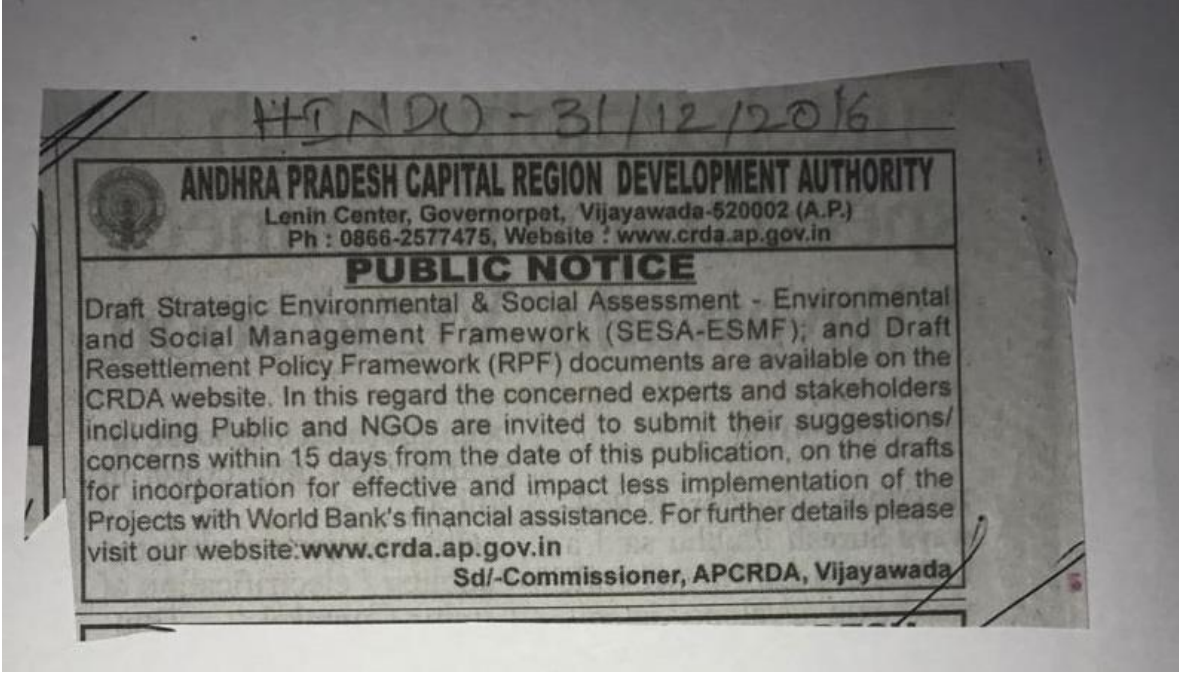 HINDU - 31/12/2016
ANDHRA PRADESH CAPITAL REGION DEVELOPMENT AUTHORITY
Lenin Center, Governorpet, Vijayawada-520002 (A.P.)
Ph : 0866-2577475, Website : www.crda.ap.gov.in
PUBLIC NOTICE
Draft Strategic Environmental & Social Assessment - Environmental
and Social Management Framework (SESA-ESMF); and Draft
Resettlement Policy Framework (RPF) documents are available on the
CRDA website. In this regard the concerned experts and stakeholders
including Public and NGOs are invited to submit their suggestions/
concerns within 15 days from the date of this publication, on the drafts
for incorporation for effective and impact less implementation of the
Projects with World Bank's financial assistance. For further details please
visit our website:www.crda.ap.gov.in
Sd/-Commissioner, APCRDA, Vijayawada